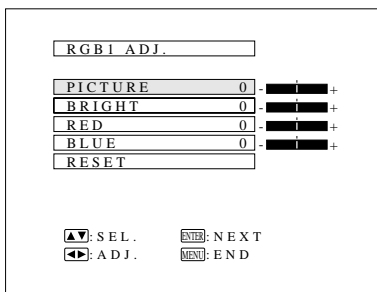 RGB1 ADJ.
PICTURE 0 - +
BRIGHT 0 - +
RED 0 - +
BLUE 0 - +
RESET
▲▼: SEL. ENTER: NEXT
◀▶: ADJ. MENU: END